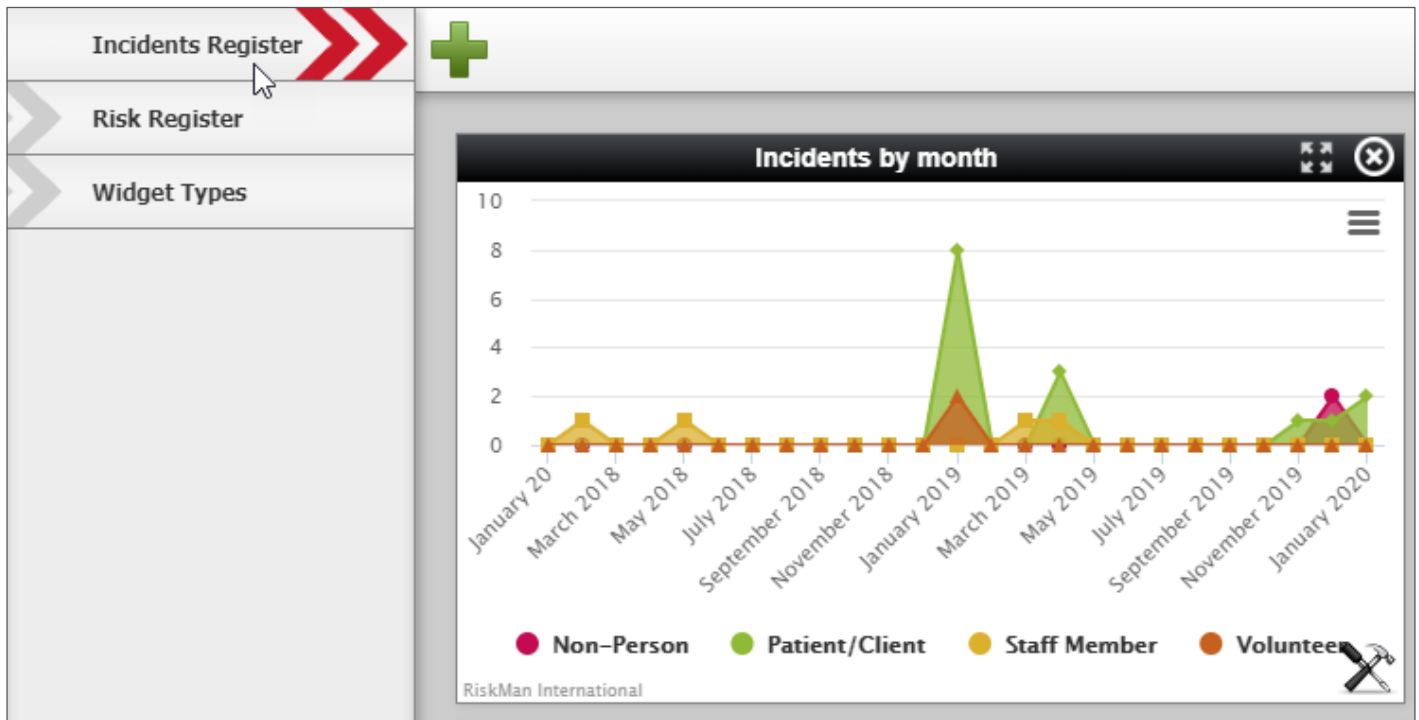 Incidents Register
Risk Register
Widget Types
Incidents by month
10
8
6
4
2
0
January 20
March 2018
May 2018
July 2018
September 2018
November 2018
January 2019
March 2019
May 2019
July 2019
September 2019
November 2019
January 2020
Non-Person Patient/Client Staff Member Volunteer
RiskMan International